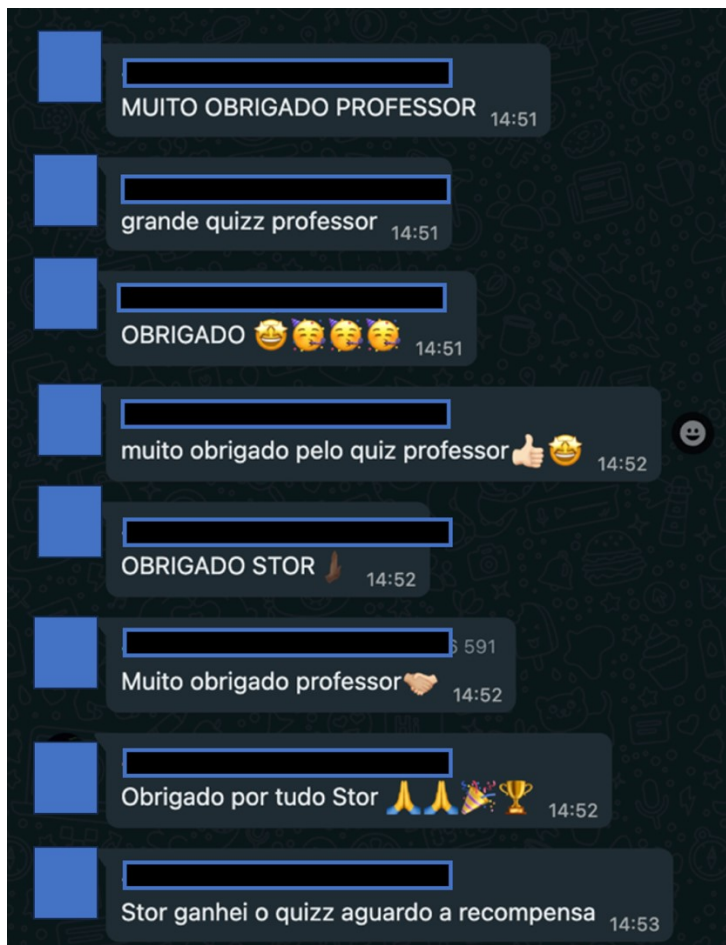 MUITO OBRIGADO PROFESSOR 14:51
grande quizz professor 14:51
OBRIGADO 🤩🥳🥳🥳 14:51
muito obrigado pelo quiz professor👍🏻🤩 14:52
OBRIGADO STOR 14:52
591
Muito obrigado professor🤝🏼 14:52
Obrigado por tudo Stor 🙏🙏🎉🏆 14:52
Stor ganhei o quizz aguardo a recompensa 14:53